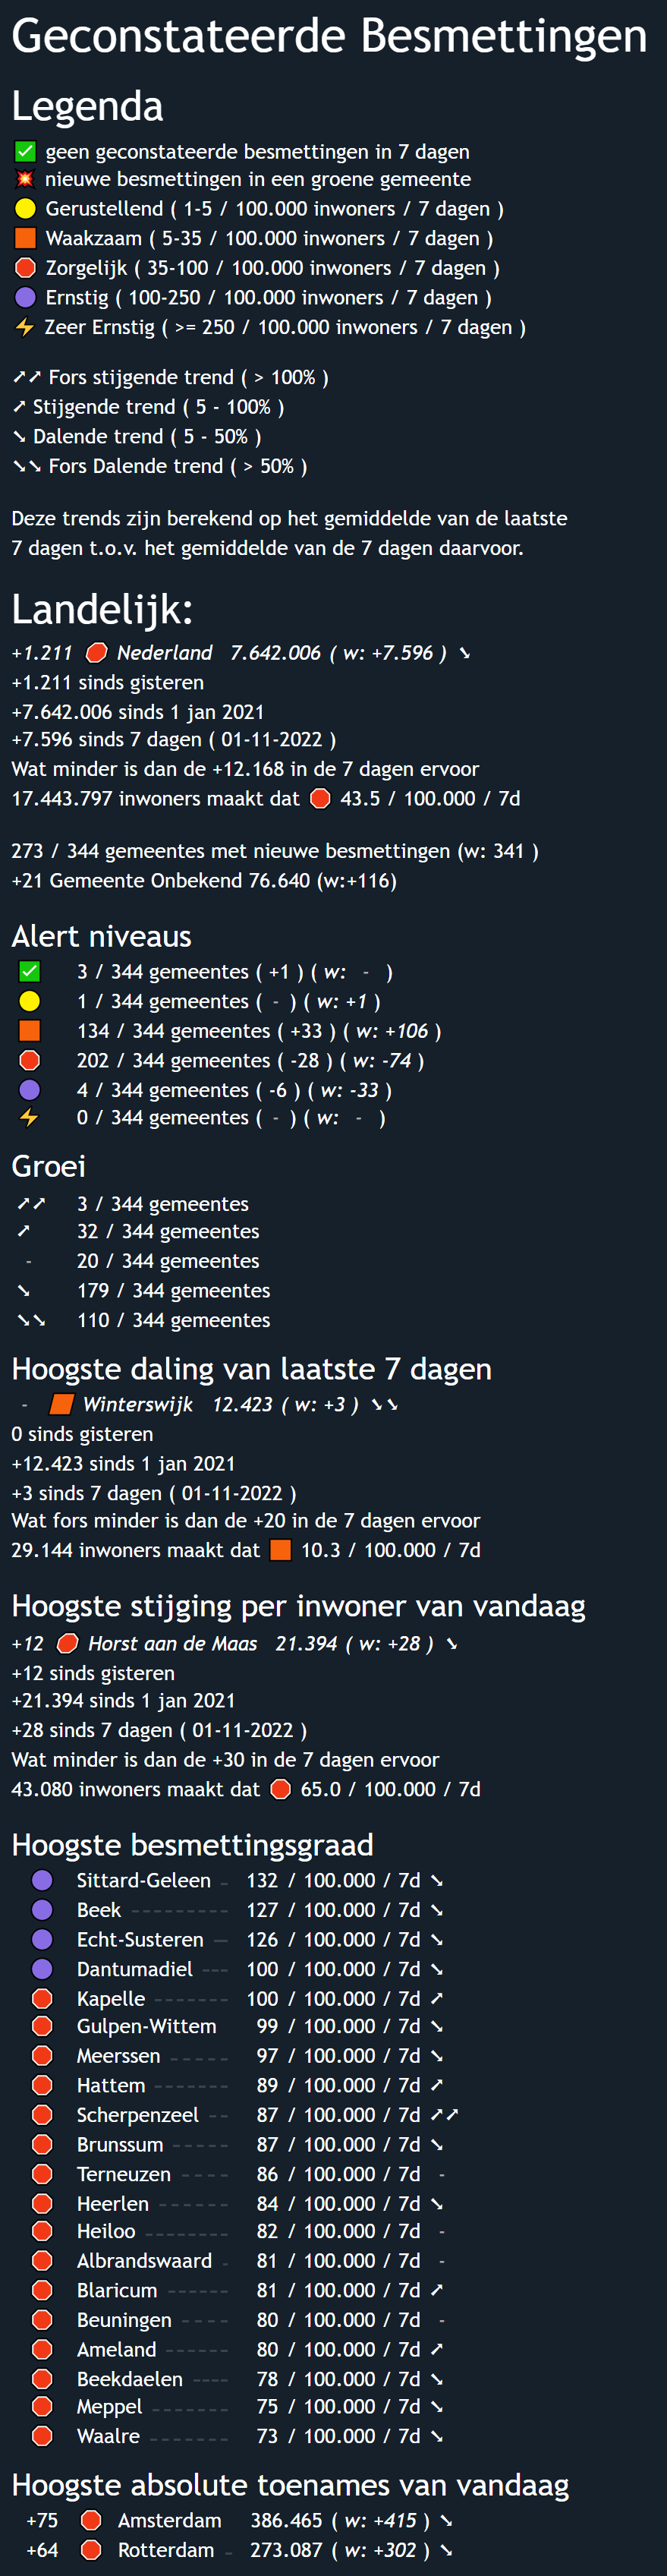 Geconstateerde Besmettingen
Legenda
✅ geen geconstateerde besmettingen in 7 dagen
💥 nieuwe besmettingen in een groene gemeente
🟡 Gerustellend ( 1-5 / 100.000 inwoners / 7 dagen )
🟧 Waakzaam ( 5-35 / 100.000 inwoners / 7 dagen )
🛑 Zorgelijk ( 35-100 / 100.000 inwoners / 7 dagen )
🟣 Ernstig ( 100-250 / 100.000 inwoners / 7 dagen )
⚡ Zeer Ernstig ( >= 250 / 100.000 inwoners / 7 dagen )
➚➚ Fors stijgende trend ( > 100% )
➚ Stijgende trend ( 5 - 100% )
➘ Dalende trend ( 5 - 50% )
➘➘ Fors Dalende trend ( > 50% )
Deze trends zijn berekend op het gemiddelde van de laatste
7 dagen t.o.v. het gemiddelde van de 7 dagen daarvoor.
Landelijk:
+1.211 🛑 Nederland 7.642.006 ( w: +7.596 ) ➘
+1.211 sinds gisteren
+7.642.006 sinds 1 jan 2021
+7.596 sinds 7 dagen ( 01-11-2022 )
Wat minder is dan de +12.168 in de 7 dagen ervoor
17.443.797 inwoners maakt dat 🛑 43.5 / 100.000 / 7d
273 / 344 gemeentes met nieuwe besmettingen (w: 341 )
+21 Gemeente Onbekend 76.640 (w:+116)
Alert niveaus
✅ 3 / 344 gemeentes ( +1 ) ( w: - )
🟡 1 / 344 gemeentes ( - ) ( w: +1 )
🟧 134 / 344 gemeentes ( +33 ) ( w: +106 )
🛑 202 / 344 gemeentes ( -28 ) ( w: -74 )
🟣 4 / 344 gemeentes ( -6 ) ( w: -33 )
⚡ 0 / 344 gemeentes ( - ) ( w: - )
Groei
➚➚ 3 / 344 gemeentes
➚ 32 / 344 gemeentes
- 20 / 344 gemeentes
➘ 179 / 344 gemeentes
➘➘ 110 / 344 gemeentes
Hoogste daling van laatste 7 dagen
- 🟧 Winterswijk 12.423 ( w: +3 ) ➘➘
0 sinds gisteren
+12.423 sinds 1 jan 2021
+3 sinds 7 dagen ( 01-11-2022 )
Wat fors minder is dan de +20 in de 7 dagen ervoor
29.144 inwoners maakt dat 🟧 10.3 / 100.000 / 7d
Hoogste stijging per inwoner van vandaag
+12 🛑 Horst aan de Maas 21.394 ( w: +28 ) ➘
+12 sinds gisteren
+21.394 sinds 1 jan 2021
+28 sinds 7 dagen ( 01-11-2022 )
Wat minder is dan de +30 in de 7 dagen ervoor
43.080 inwoners maakt dat 🛑 65.0 / 100.000 / 7d
Hoogste besmettingsgraad
🟣 Sittard-Geleen - 132 / 100.000 / 7d ➘
🟣 Beek --------- 127 / 100.000 / 7d ➘
🟣 Echt-Susteren -- 126 / 100.000 / 7d ➘
🟣 Dantumadiel --- 100 / 100.000 / 7d ➘
🛑 Kapelle ------- 100 / 100.000 / 7d ➚
🛑 Gulpen-Wittem 99 / 100.000 / 7d ➘
🛑 Meerssen ----- 97 / 100.000 / 7d ➘
🛑 Hattem ------- 89 / 100.000 / 7d ➚
🛑 Scherpenzeel -- 87 / 100.000 / 7d ➚➚
🛑 Brunssum ----- 87 / 100.000 / 7d ➘
🛑 Terneuzen ---- 86 / 100.000 / 7d -
🛑 Heerlen ------ 84 / 100.000 / 7d ➘
🛑 Heiloo ------- 82 / 100.000 / 7d -
🛑 Albrandswaard - 81 / 100.000 / 7d -
🛑 Blaricum ------ 81 / 100.000 / 7d ➚
🛑 Beuningen ---- 80 / 100.000 / 7d -
🛑 Ameland ------ 80 / 100.000 / 7d ➚
🛑 Beekdaelen ---- 78 / 100.000 / 7d ➘
🛑 Meppel ------- 75 / 100.000 / 7d ➘
🛑 Waalre ------- 73 / 100.000 / 7d ➘
Hoogste absolute toenames van vandaag
+75 🛑 Amsterdam 386.465 ( w: +415 ) ➘
+64 🛑 Rotterdam - 273.087 ( w: +302 ) ➘